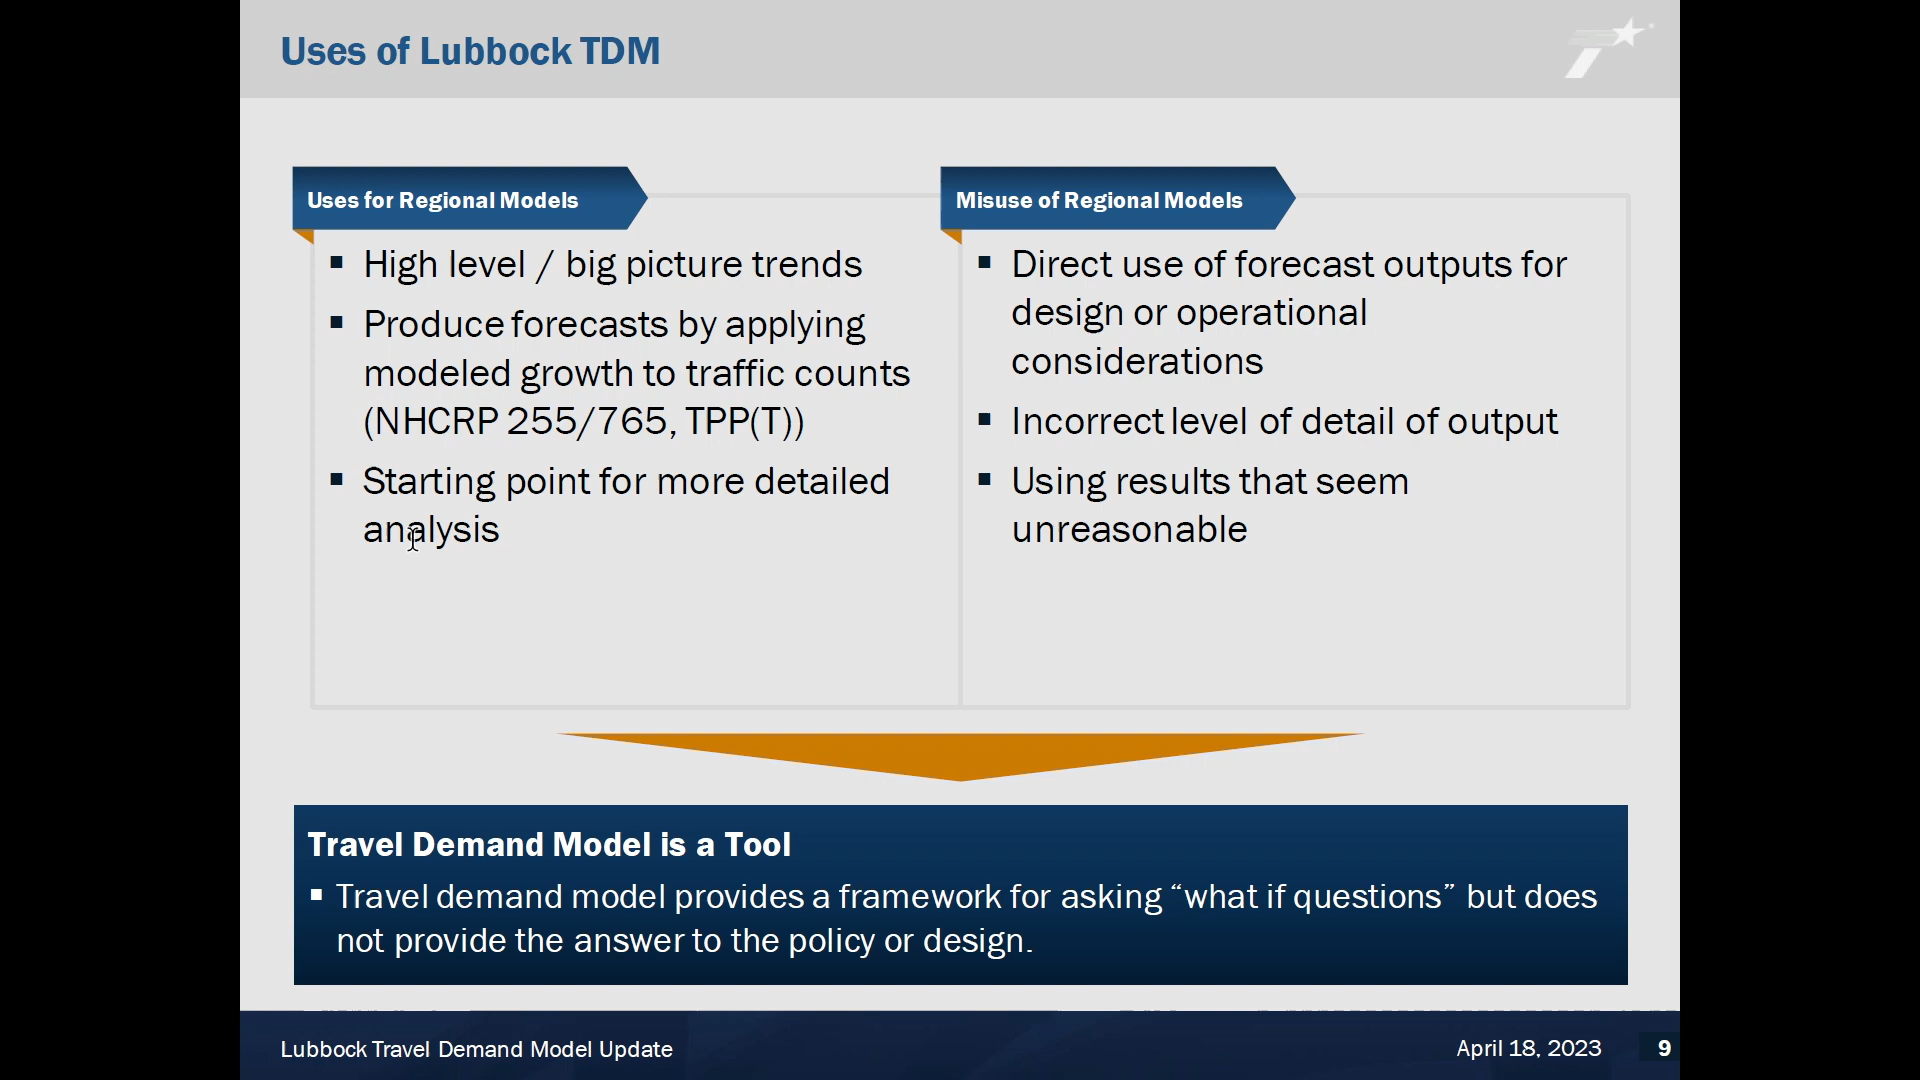 Uses of Lubbock TDM
Uses for Regional Models
▪ High level / big picture trends
▪ Produce forecasts by applying
modeled growth to traffic counts
(NHCRP 255/765, TPP(T))
▪ Starting point for more detailed
analysis
Misuse of Regional Models
▪ Direct use of forecast outputs for
design or operational
considerations
▪ Incorrect level of detail of output
▪ Using results that seem
unreasonable
Travel Demand Model is a Tool
▪ Travel demand model provides a framework for asking “what if questions” but does
not provide the answer to the policy or design.
Lubbock Travel Demand Model Update
April 18, 2023
9